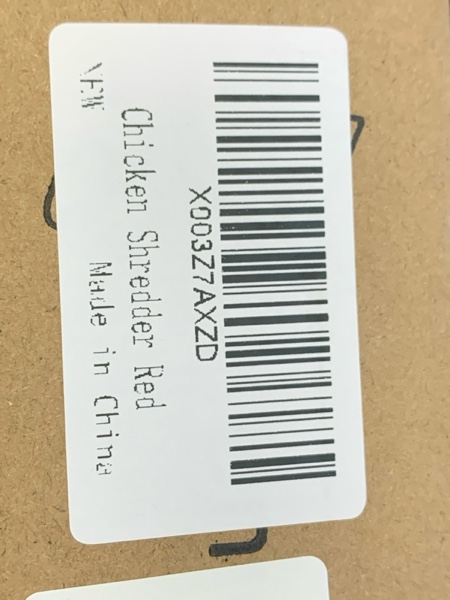 X003Z7AXZD
Chicken Shredder Red
NEW
Made in China